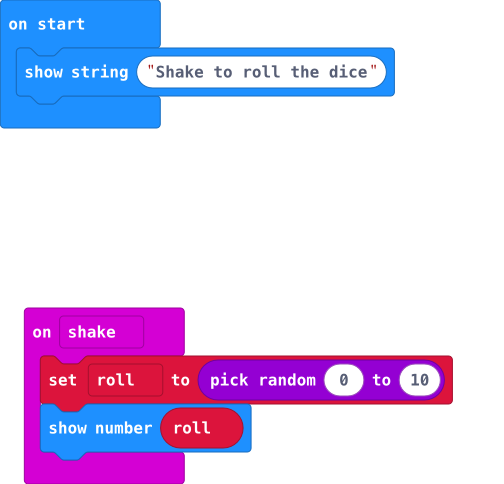 on start
show string "Shake to roll the dice"
on shake
set roll to pick random 0 to 10
show number roll